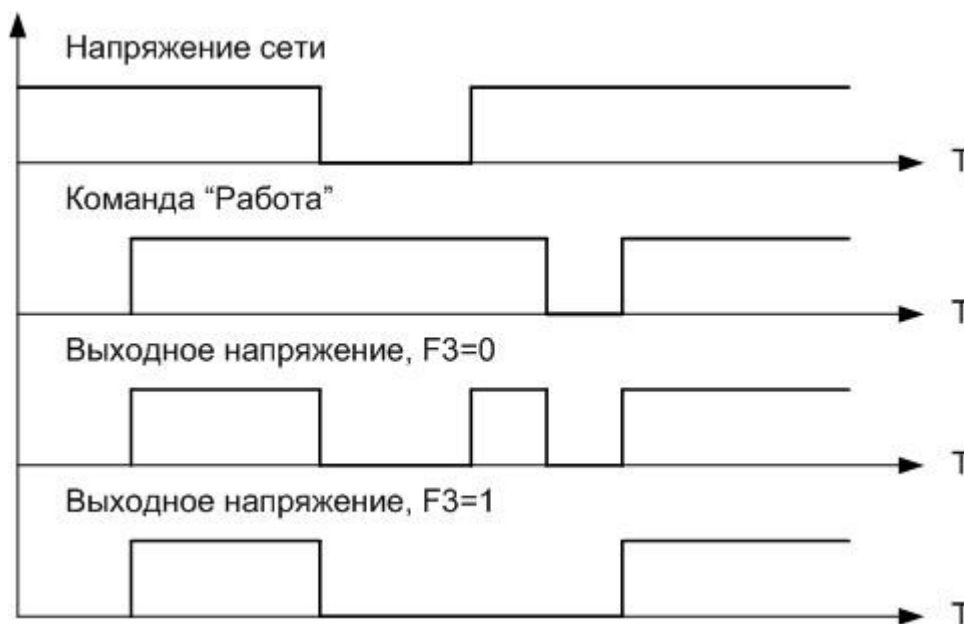 Напряжение сети
T
Команда “Работа”
T
Выходное напряжение, F3=0
T
Выходное напряжение, F3=1
T